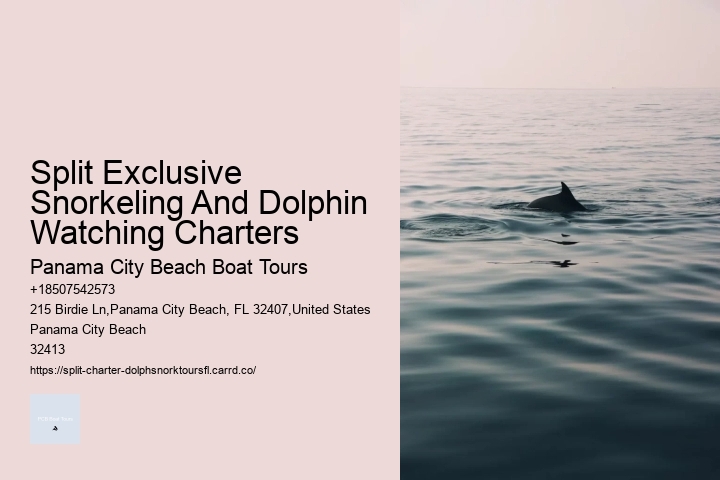 Split Exclusive
Snorkeling And Dolphin
Watching Charters
Panama City Beach Boat Tours
+18507542573
215 Birdie Ln,Panama City Beach, FL 32407,United States
Panama City Beach
32413
https://split-charter-dolphsnorktoursfl.carrd.co/